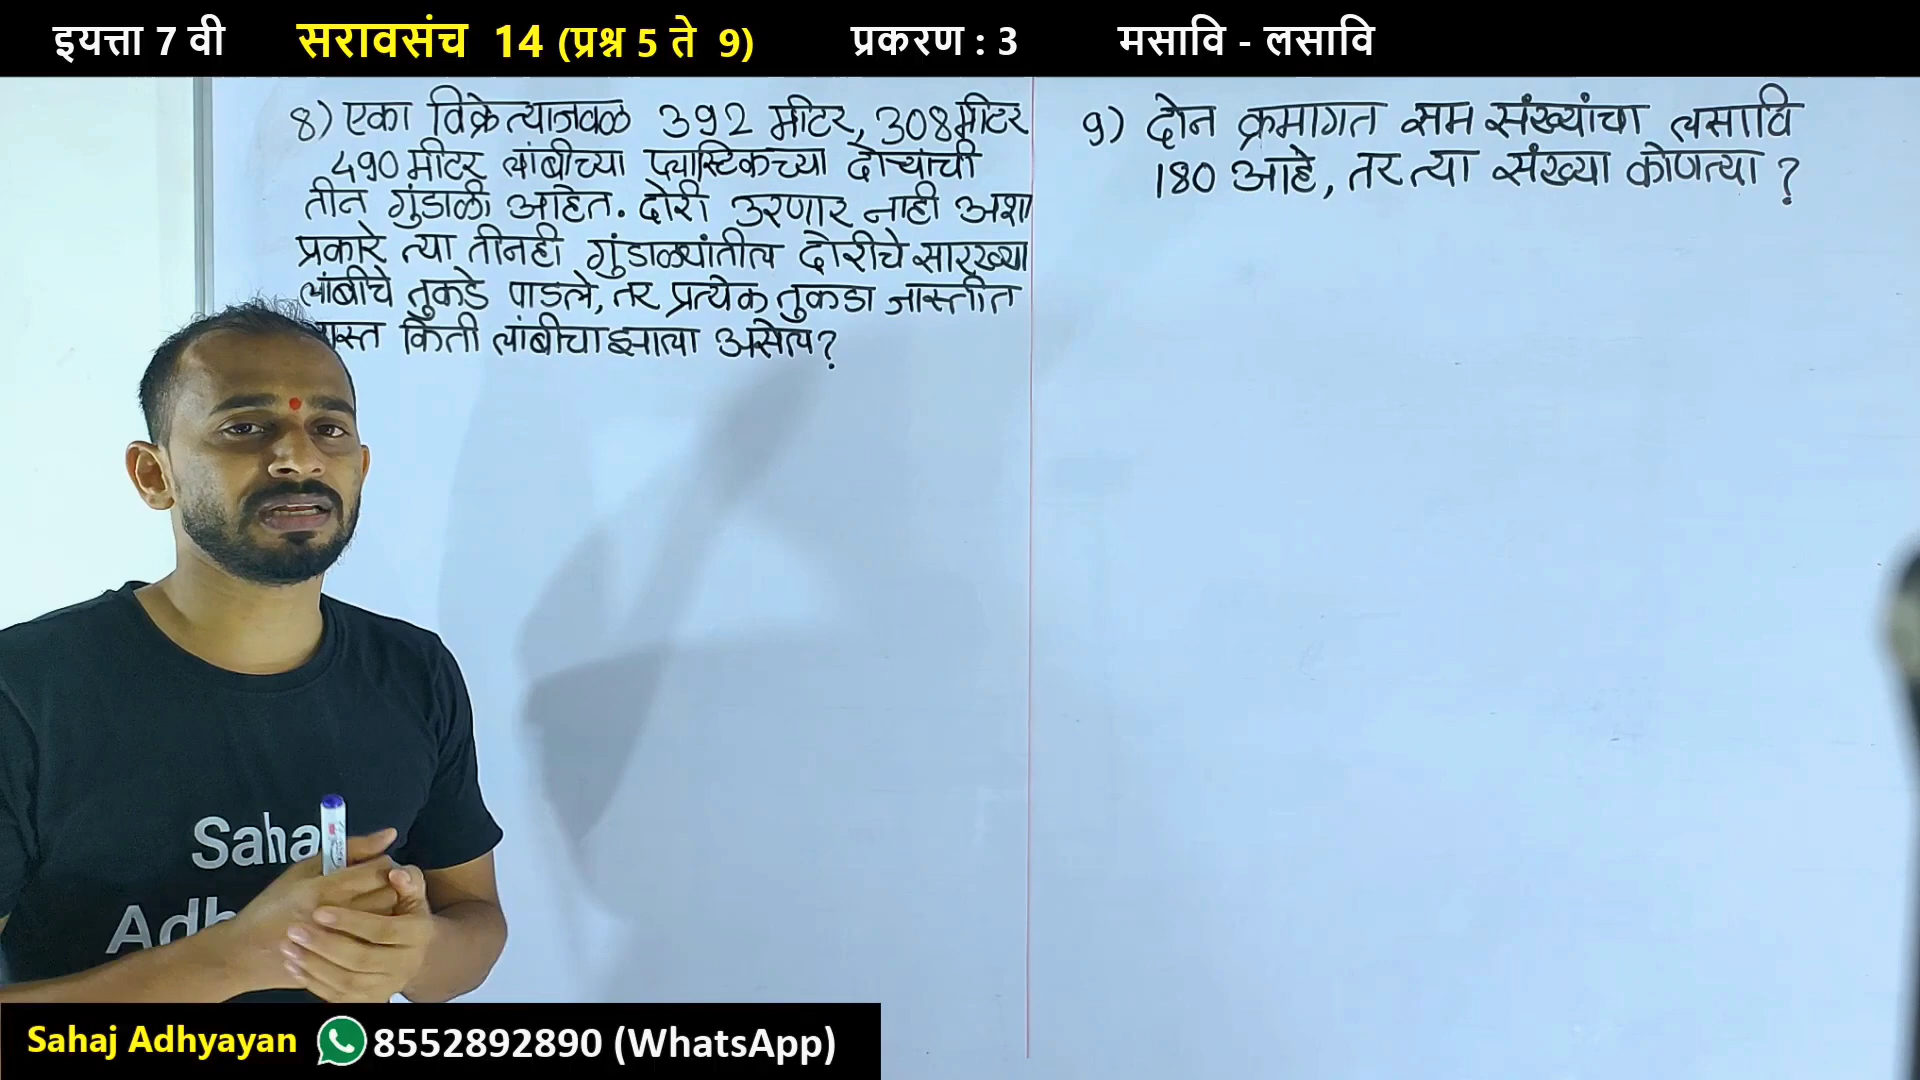 इयत्ता 7 वी सरावसंच 14 (प्रश्न 5 ते 9) प्रकरण : 3 मसावि - लसावि
8) एका विक्रेत्याजवळ 392 मीटर, 308 मीटर
490 मीटर लांबीच्या प्लास्टिकच्या दोऱ्यांची
तीन गुंडाळी आहेत. दोरी उरणार नाही अशा
प्रकारे त्या तीनही गुंडाळ्यांतील दोरीचे सारख्या
लांबीचे तुकडे पाडले, तर प्रत्येक तुकडा जास्तीत
किती लांबीचा झाला असेल?
9) दोन क्रमागत सम संख्यांचा लसावि
180 आहे, तर त्या संख्या कोणत्या ?
Sahaj Adhyayan 8552892890 (WhatsApp)